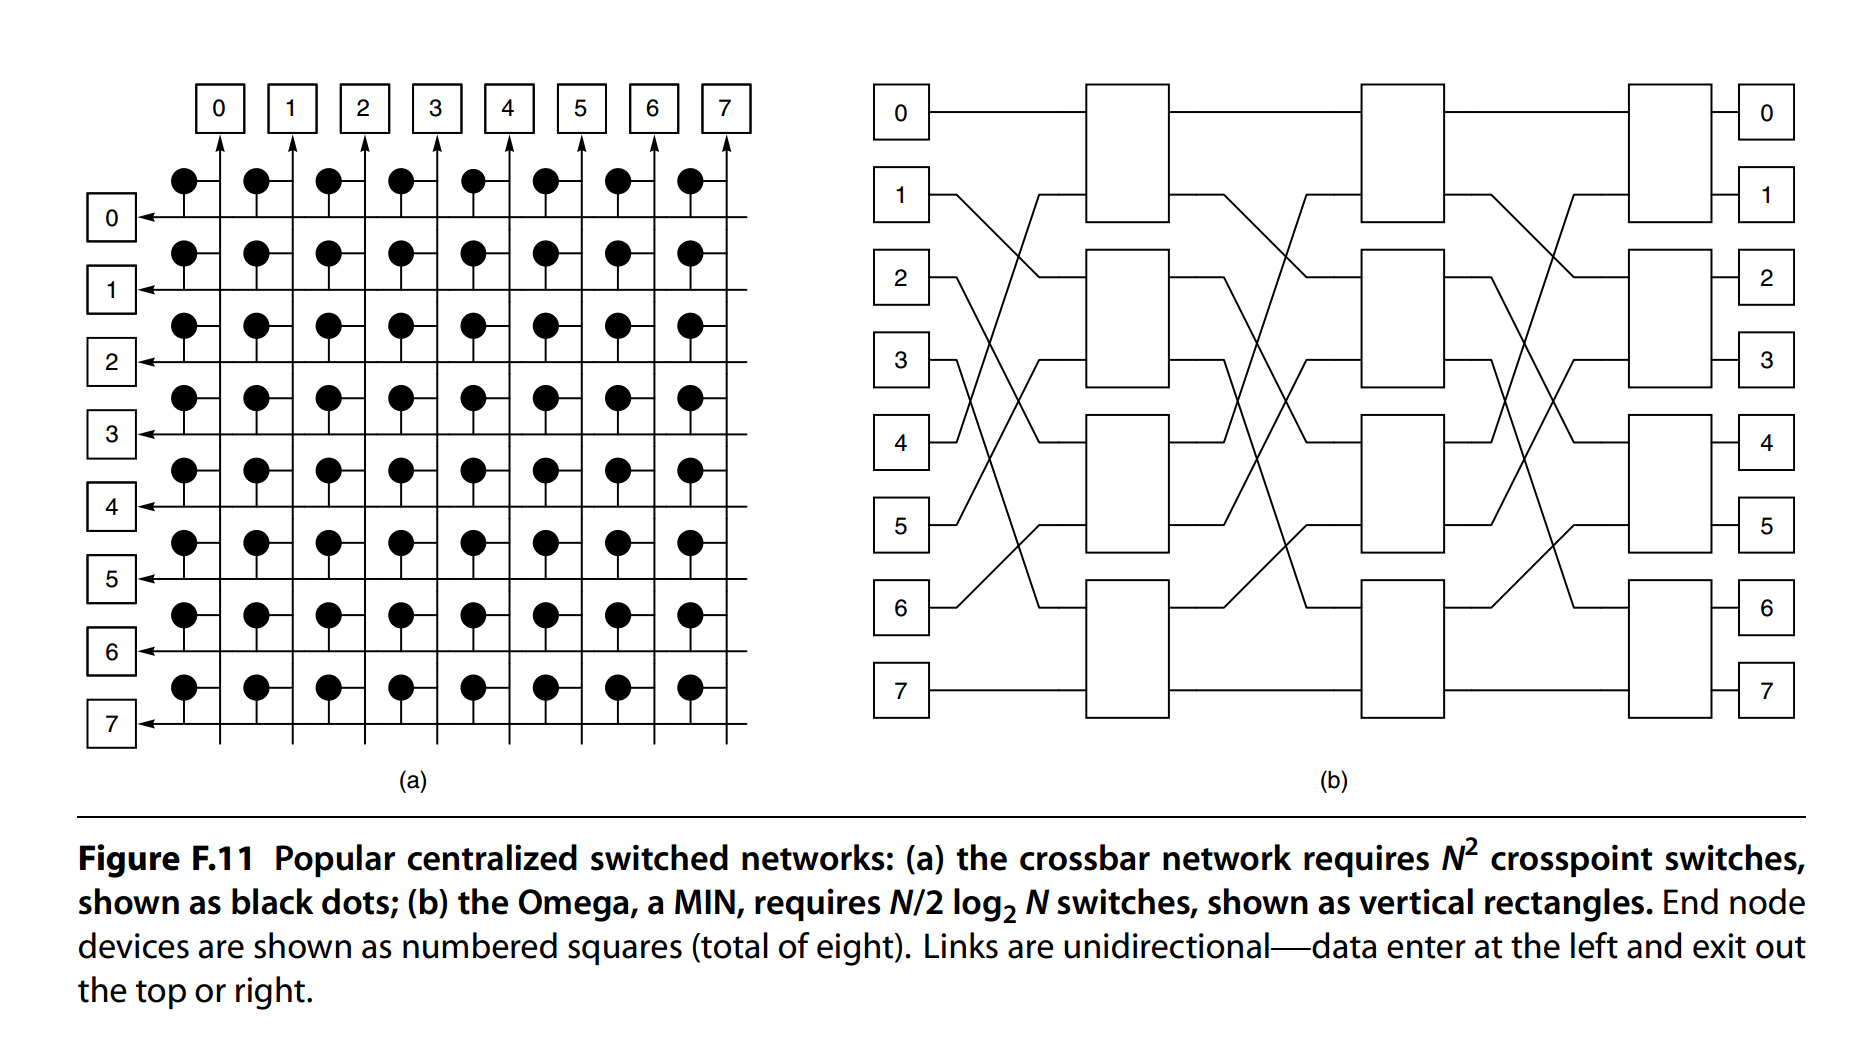 0 1 2 3 4 5 6 7
0
1
2
3
4
5
6
7
(a)
0 0
1 1
2 2
3 3
4 4
5 5
6 6
7 7
(b)
Figure F.11 Popular centralized switched networks: (a) the crossbar network requires N² crosspoint switches,
shown as black dots; (b) the Omega, a MIN, requires N/2 log₂ N switches, shown as vertical rectangles. End node
devices are shown as numbered squares (total of eight). Links are unidirectional—data enter at the left and exit out
the top or right.